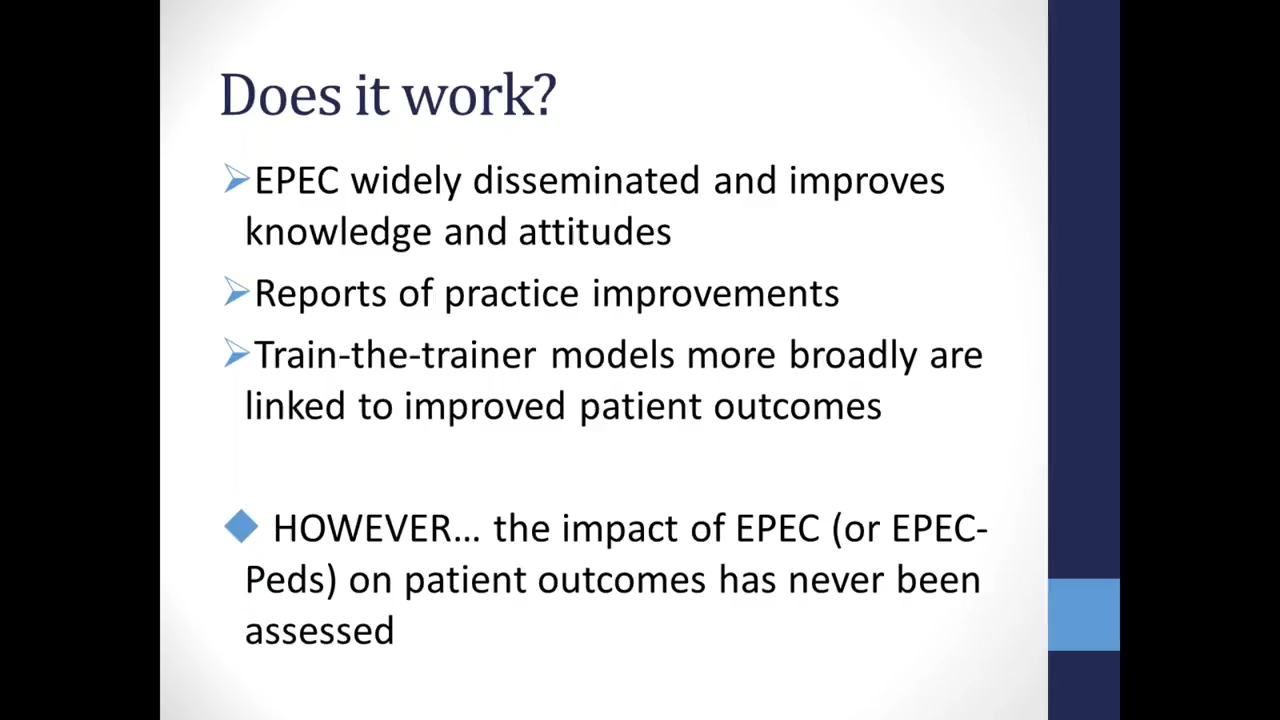 Does it work?
EPEC widely disseminated and improves
knowledge and attitudes
Reports of practice improvements
Train-the-trainer models more broadly are
linked to improved patient outcomes
HOWEVER... the impact of EPEC (or EPEC-
Peds) on patient outcomes has never been
assessed